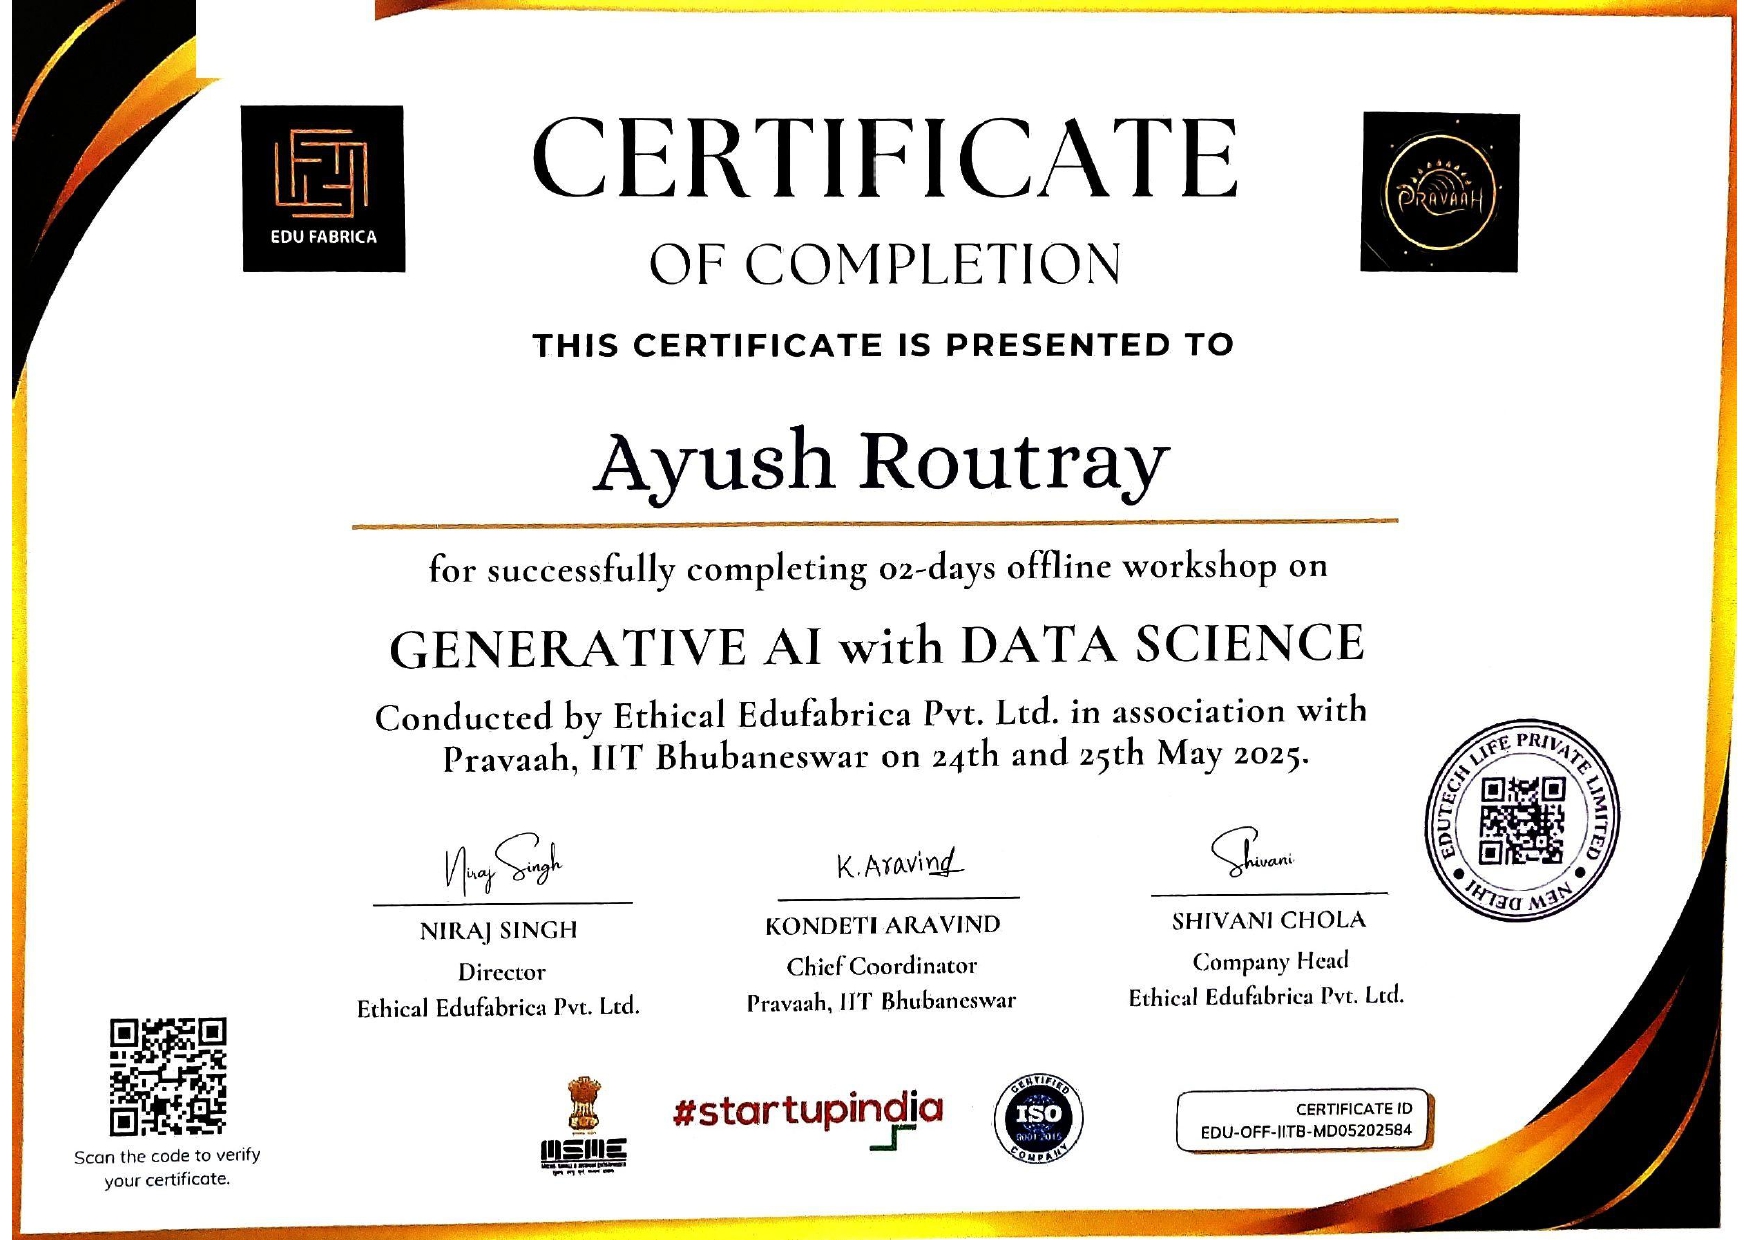 EDU FABRICA
PRAVAAH
CERTIFICATE
OF COMPLETION
THIS CERTIFICATE IS PRESENTED TO
Ayush Routray
for successfully completing 02-days offline workshop on
GENERATIVE AI with DATA SCIENCE
Conducted by Ethical Edufabrica Pvt. Ltd. in association with
Pravaah, IIT Bhubaneswar on 24th and 25th May 2025.
EDUTECH LIFE PRIVATE LIMITED • NEW DELHI •
Niraj Singh
K. Aravind
Shivani
NIRAJ SINGH
Director
Ethical Edufabrica Pvt. Ltd.
KONDETI ARAVIND
Chief Coordinator
Pravaah, IIT Bhubaneswar
SHIVANI CHOLA
Company Head
Ethical Edufabrica Pvt. Ltd.
Scan the code to verify
your certificate.
MSME
#startupindia
CERTIFIED
ISO
9001:2015
COMPANY
CERTIFICATE ID
EDU-OFF-IITB-MD05202584